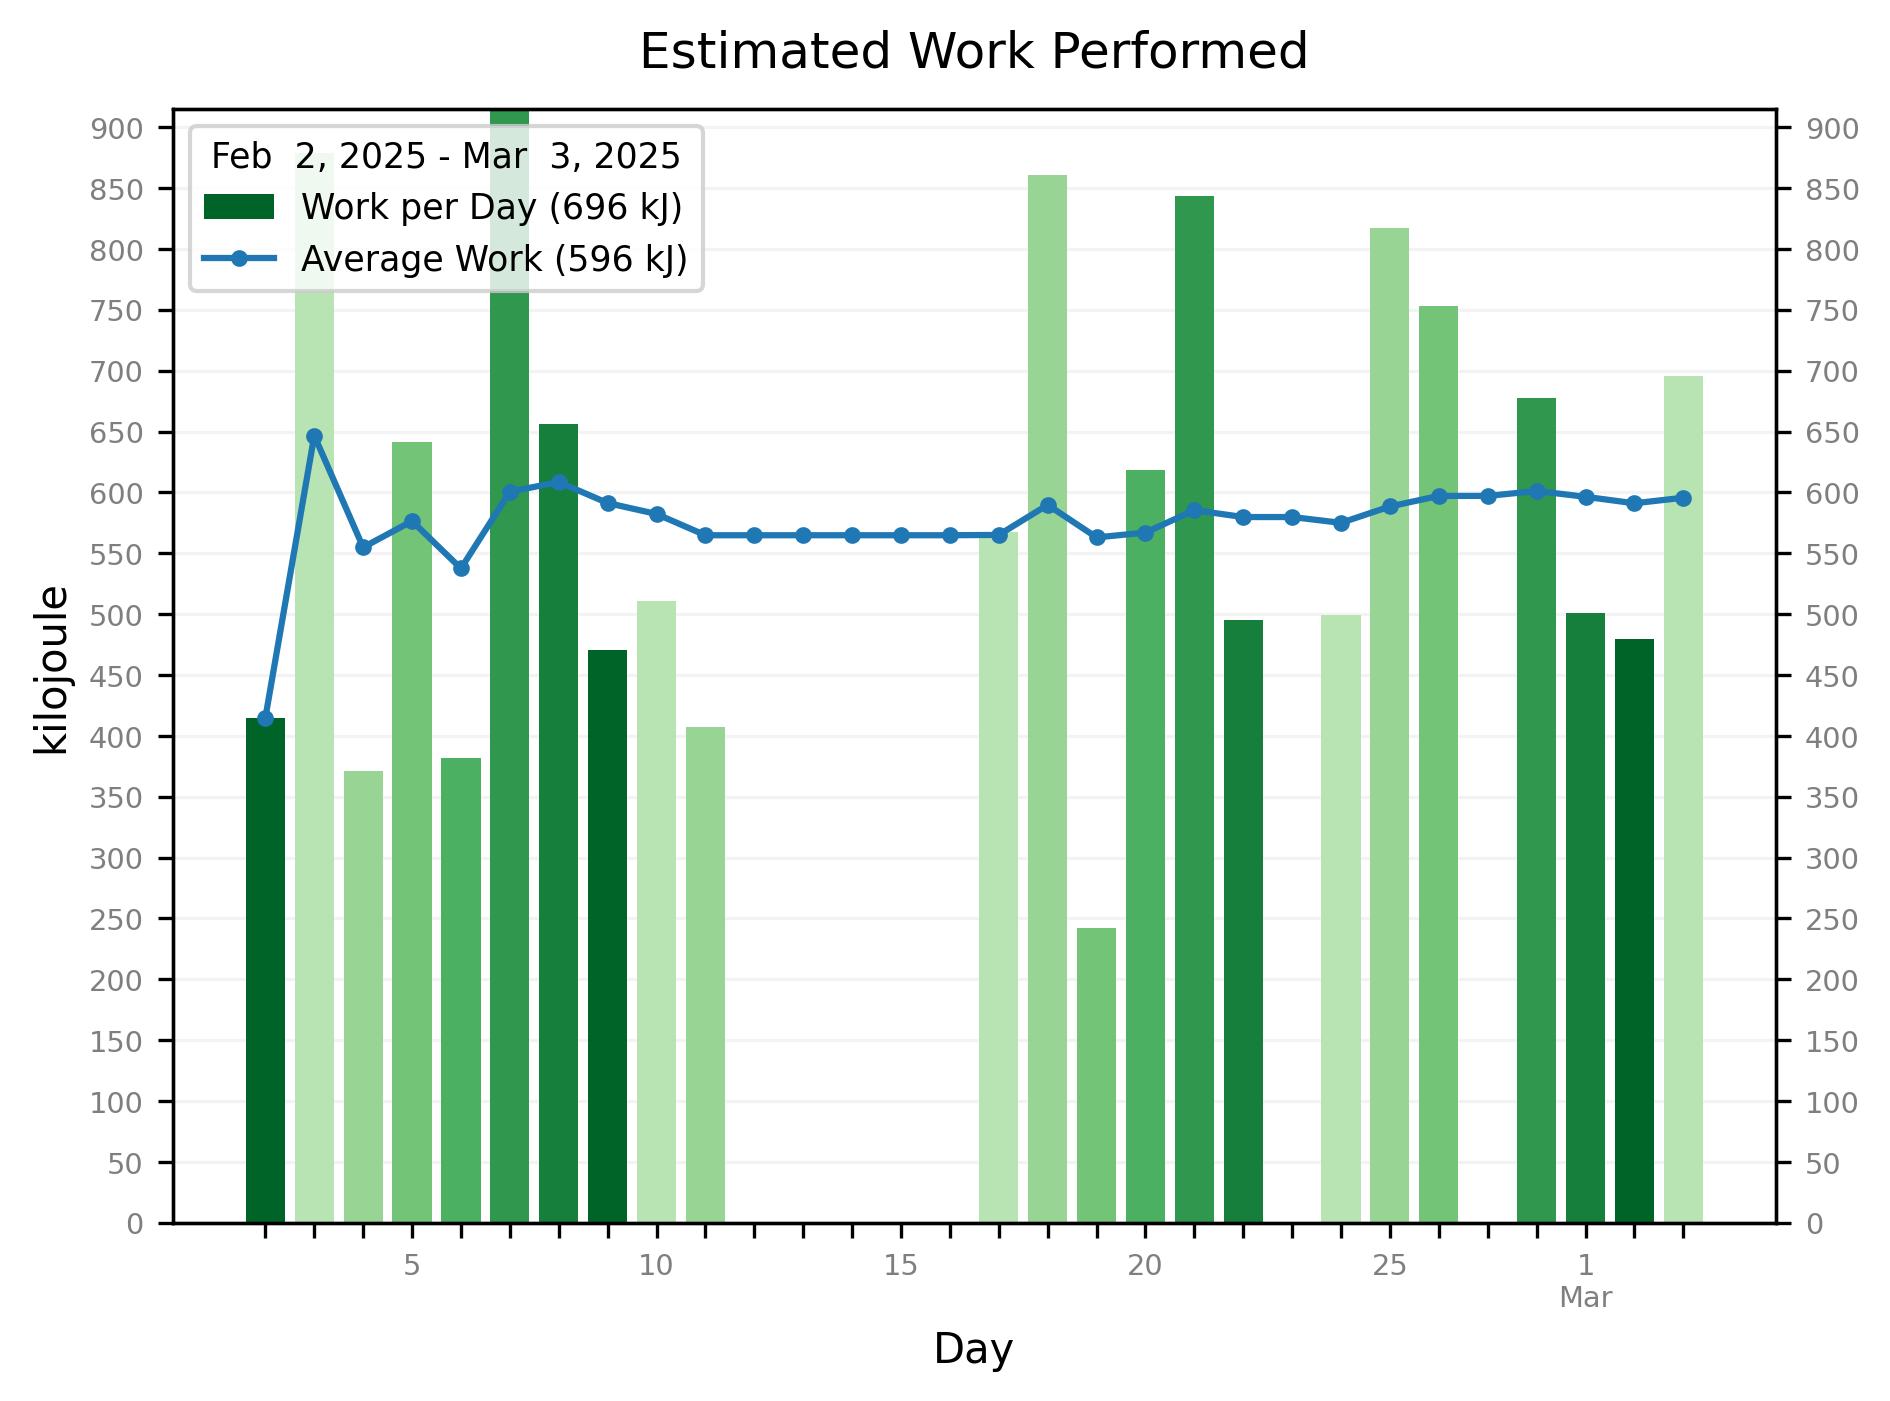 Estimated Work Performed
Feb  2, 2025 - Mar  3, 2025
Work per Day (696 kJ)
Average Work (596 kJ)
kilojoule
900 900
850 850
800 800
750 750
700 700
650 650
600 600
550 550
500 500
450 450
400 400
350 350
300 300
250 250
200 200
150 150
100 100
50 50
0 0
5 10 15 20 25 1
Mar
Day